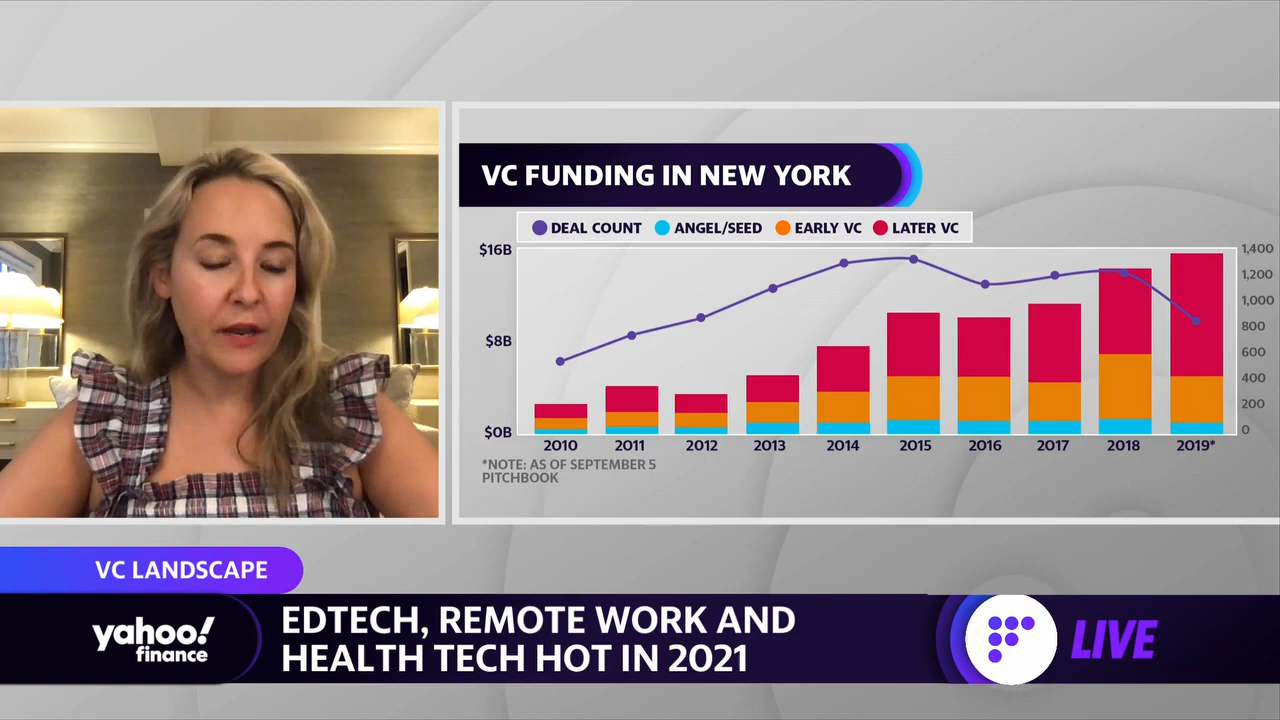 VC FUNDING IN NEW YORK
DEAL COUNT ANGEL/SEED EARLY VC LATER VC
$16B
$8B
$0B
1,400
1,200
1,000
800
600
400
200
0
2010 2011 2012 2013 2014 2015 2016 2017 2018 2019*
*NOTE: AS OF SEPTEMBER 5
PITCHBOOK
VC LANDSCAPE
yahoo!
finance
EDTECH, REMOTE WORK AND
HEALTH TECH HOT IN 2021
LIVE